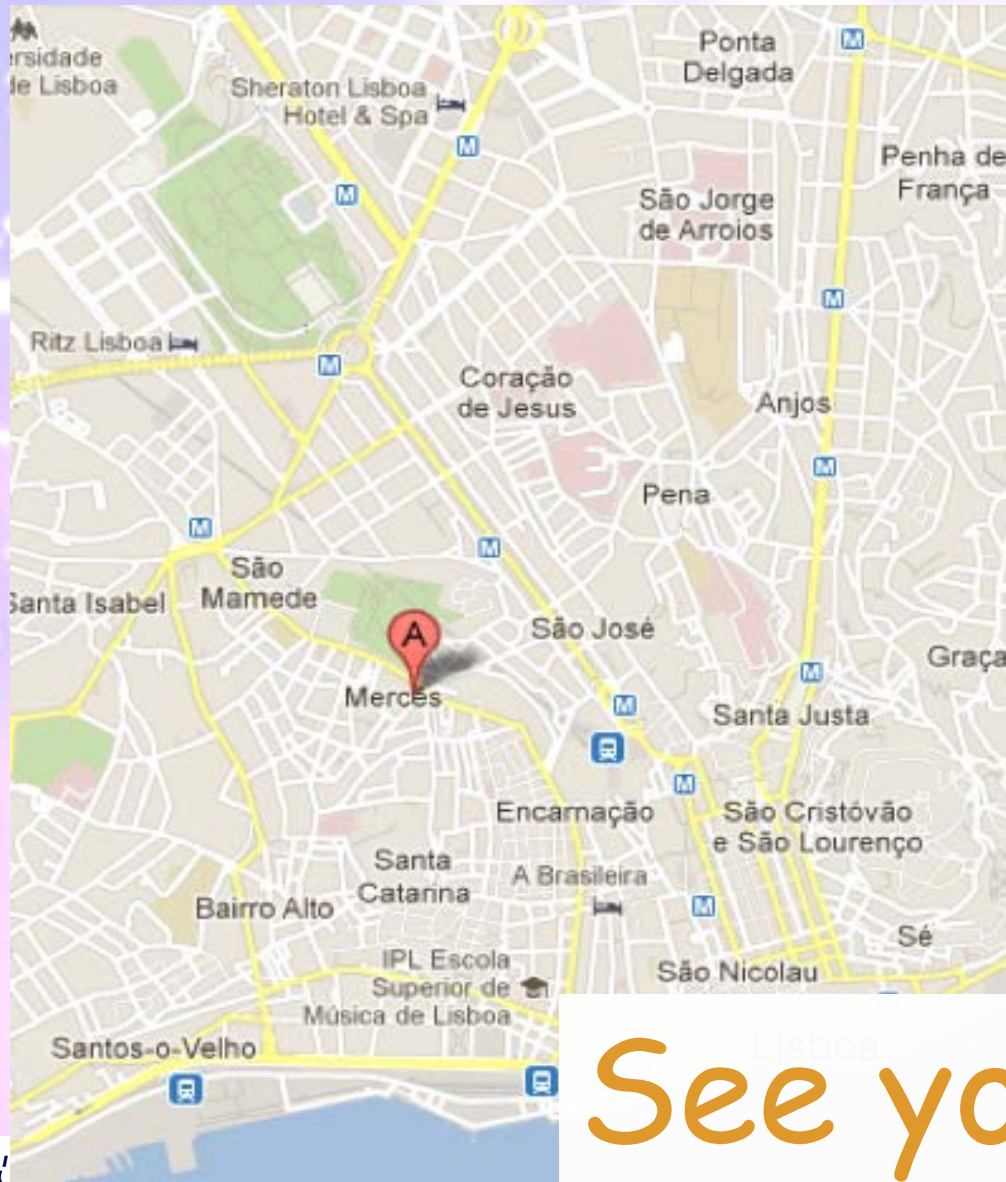 ersidade
de Lisboa
Sheraton Lisboa
Hotel & Spa
Ponta
Delgada
M
M
M
Penha de
França
São Jorge
de Arroios
M
Ritz Lisboa
M
Coração
de Jesus
Anjos
M
Pena
M
M
São
Mamede
Santa Isabel
A
São José
Graça
Mercês
M
M
Santa Justa
M
Encarnação
São Cristóvão
e São Lourenço
Santa
Catarina
A Brasileira
Bairro Alto
M
Sé
IPL Escola
Superior de
Música de Lisboa
São Nicolau
Santos-o-Velho
Lisboa
See yo